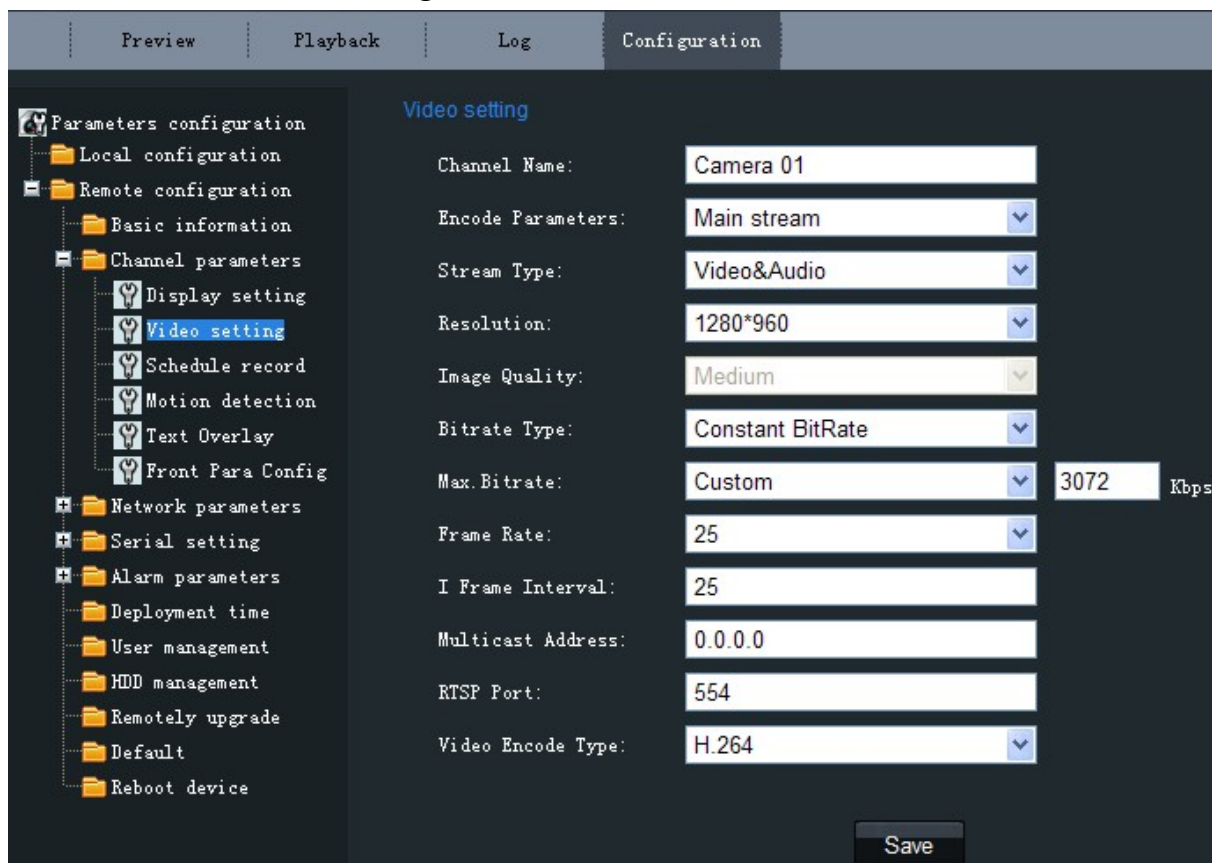 Preview Playback Log Configuration
Parameters configuration
Local configuration
Remote configuration
Basic information
Channel parameters
Display setting
Video setting
Schedule record
Motion detection
Text Overlay
Front Para Config
Network parameters
Serial setting
Alarm parameters
Deployment time
User management
HDD management
Remotely upgrade
Default
Reboot device
Video setting
Channel Name: Camera 01
Encode Parameters: Main stream
Stream Type: Video&Audio
Resolution: 1280*960
Image Quality: Medium
Bitrate Type: Constant BitRate
Max.Bitrate: Custom 3072 Kbps
Frame Rate: 25
I Frame Interval: 25
Multicast Address: 0.0.0.0
RTSP Port: 554
Video Encode Type: H.264
Save